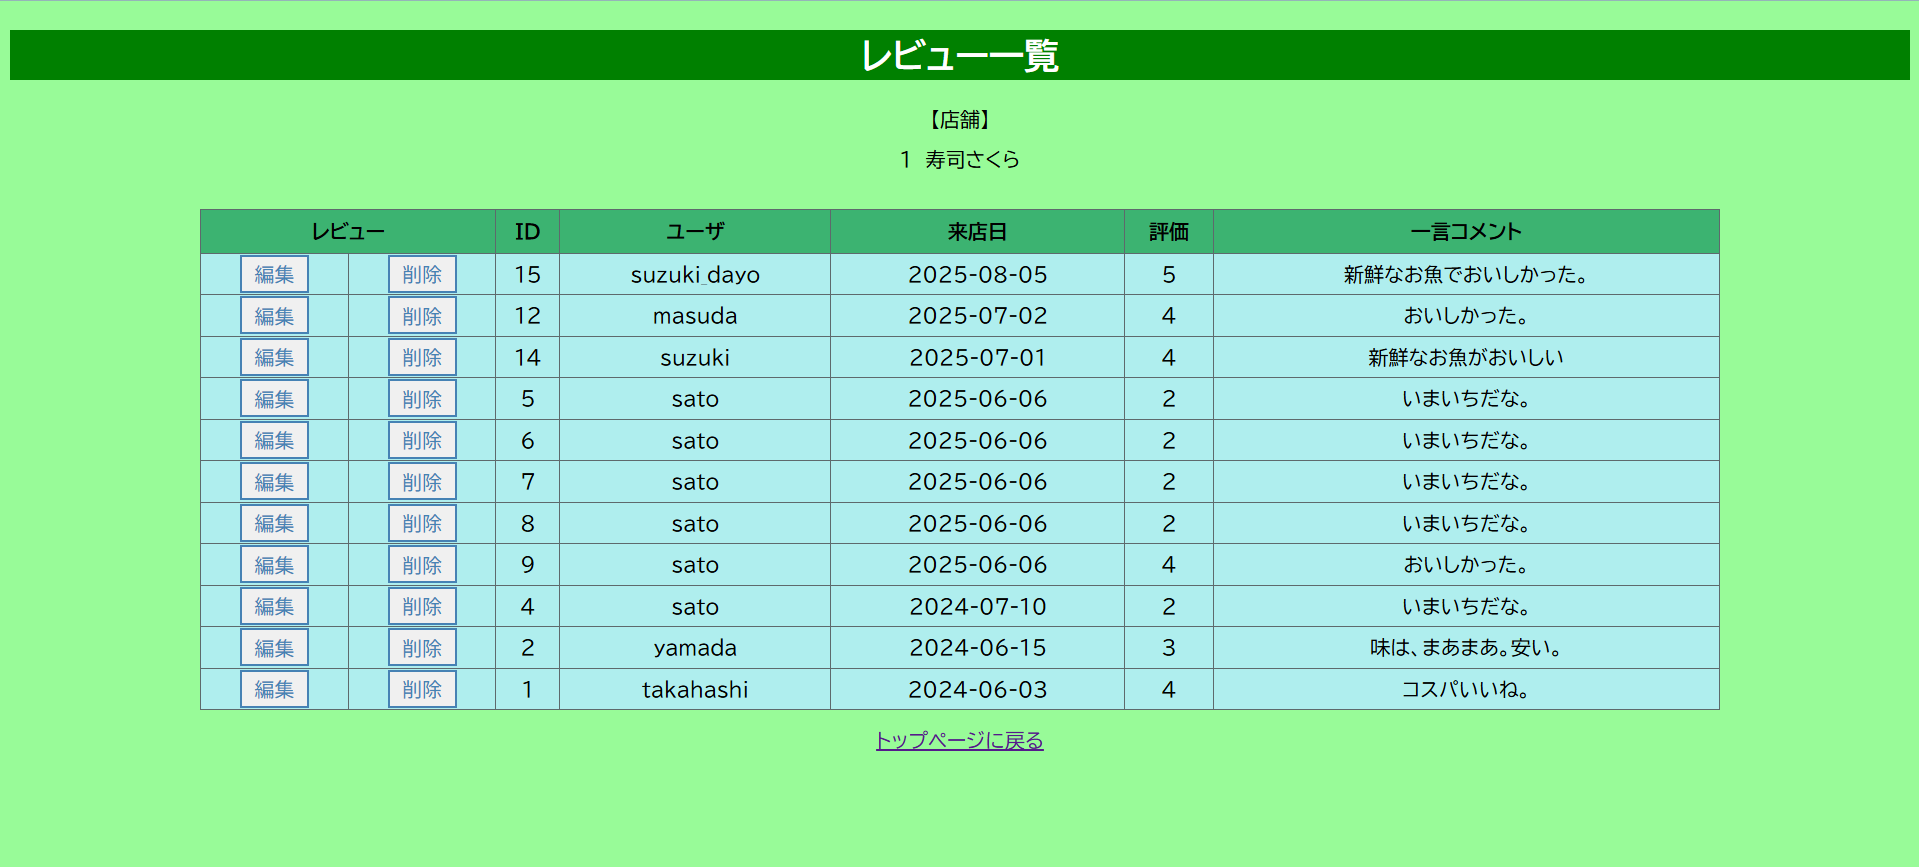 レビュー一覧
【店舗】
1 寿司さくら
レビュー ID ユーザ 来店日 評価 一言コメント
編集 削除 15 suzuki_dayo 2025-08-05 5 新鮮なお魚でおいしかった。
編集 削除 12 masuda 2025-07-02 4 おいしかった。
編集 削除 14 suzuki 2025-07-01 4 新鮮なお魚がおいしい
編集 削除 5 sato 2025-06-06 2 いまいちだな。
編集 削除 6 sato 2025-06-06 2 いまいちだな。
編集 削除 7 sato 2025-06-06 2 いまいちだな。
編集 削除 8 sato 2025-06-06 2 いまいちだな。
編集 削除 9 sato 2025-06-06 4 おいしかった。
編集 削除 4 sato 2024-07-10 2 いまいちだな。
編集 削除 2 yamada 2024-06-15 3 味は、まあまあ。安い。
編集 削除 1 takahashi 2024-06-03 4 コスパいいね。
トップページに戻る